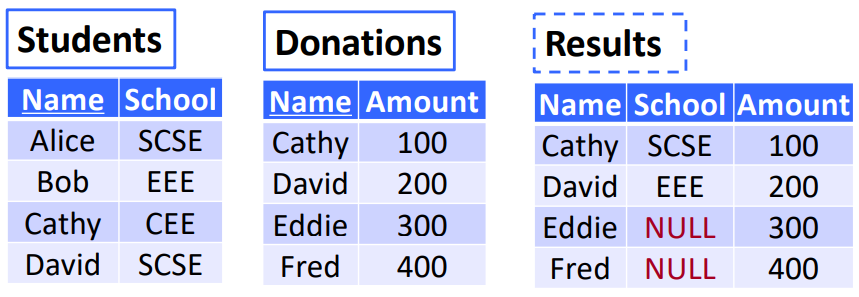 Students Donations Results
Name School Name Amount Name School Amount
Alice SCSE Cathy 100 Cathy SCSE 100
Bob EEE David 200 David EEE 200
Cathy CEE Eddie 300 Eddie NULL 300
David SCSE Fred 400 Fred NULL 400